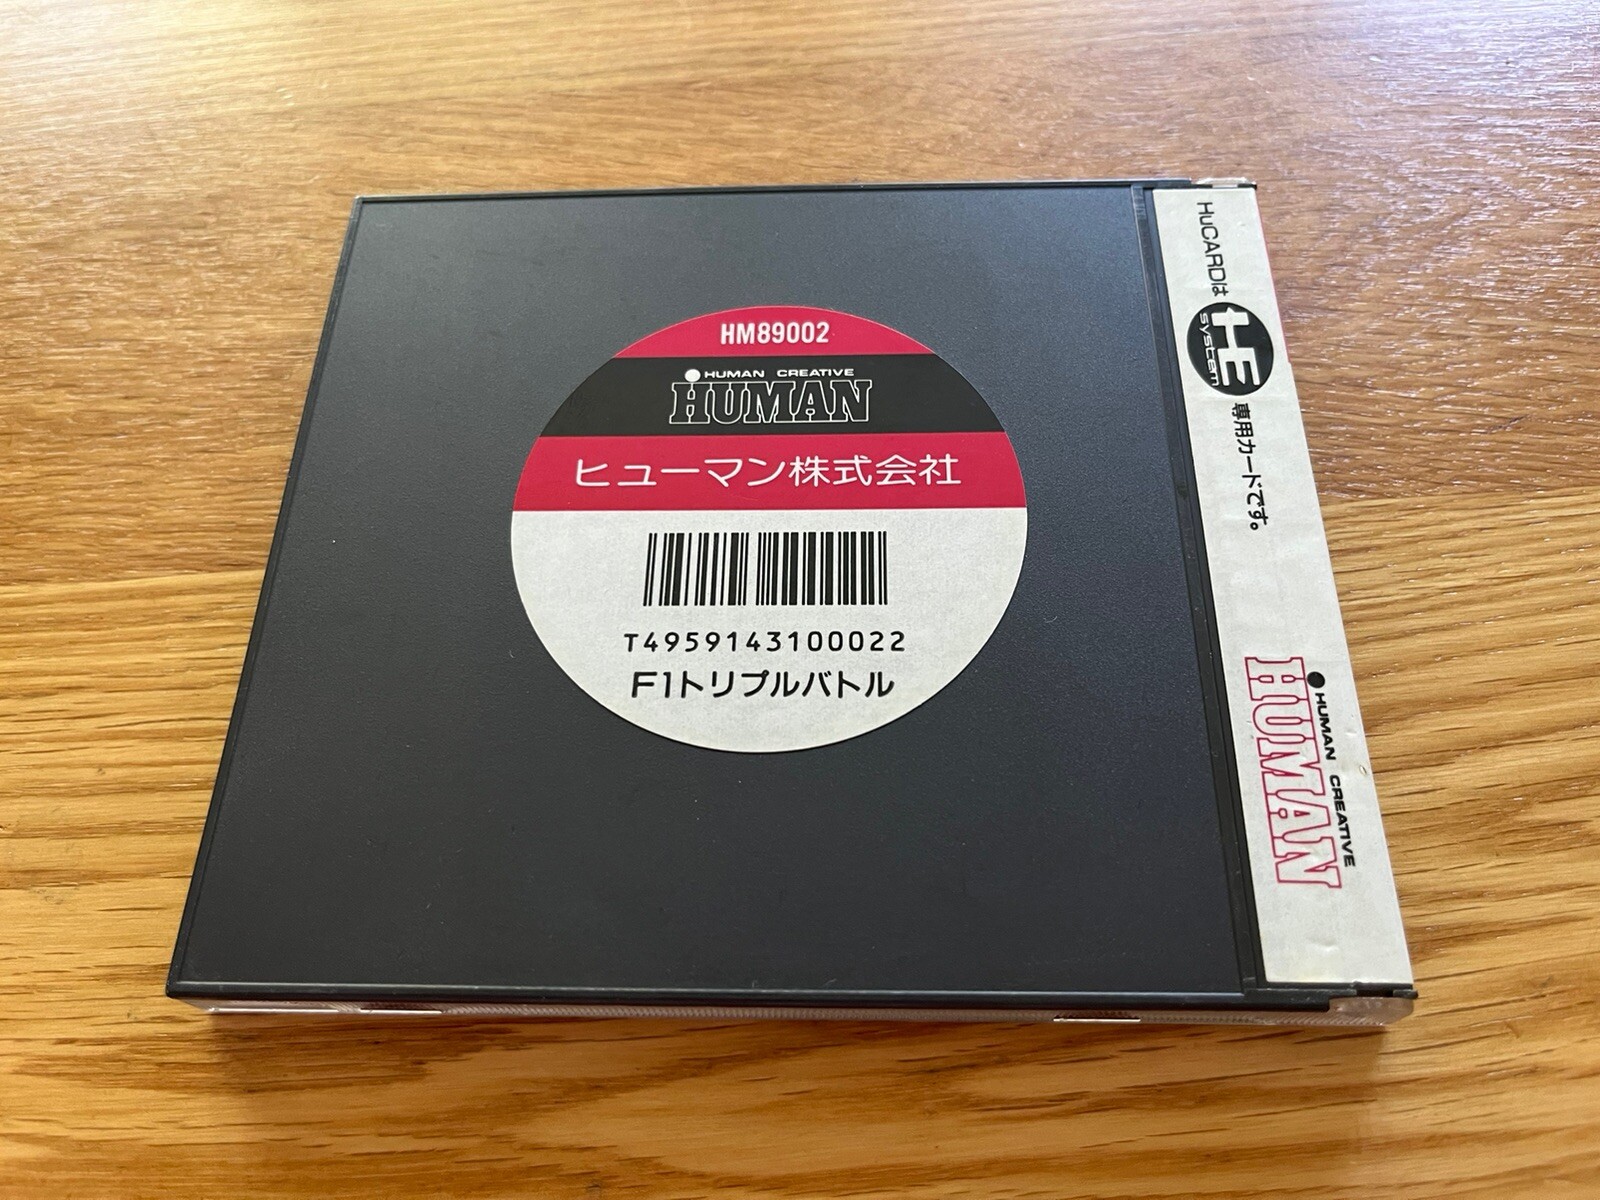 HM89002
HUMAN CREATIVE
HUMAN
ヒューマン株式会社
T4959143100022
F1トリプルバトル
HuCARDは
HE
system
専用カードです。
HUMAN CREATIVE
HUMAN